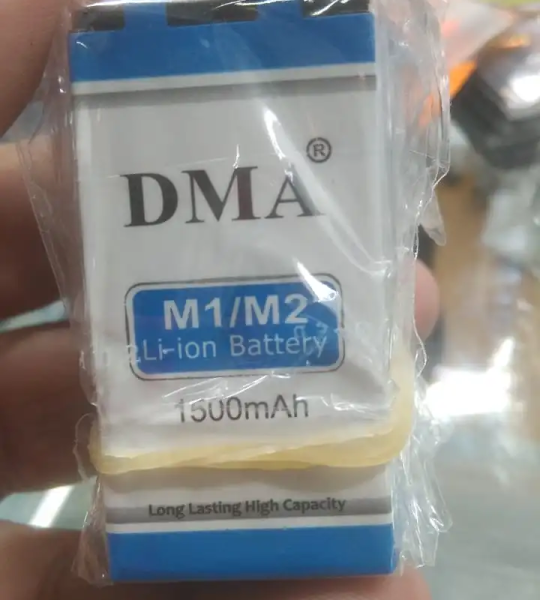 DMA®
M1/M2
Li-ion Battery
1500mAh
Long Lasting High Capacity